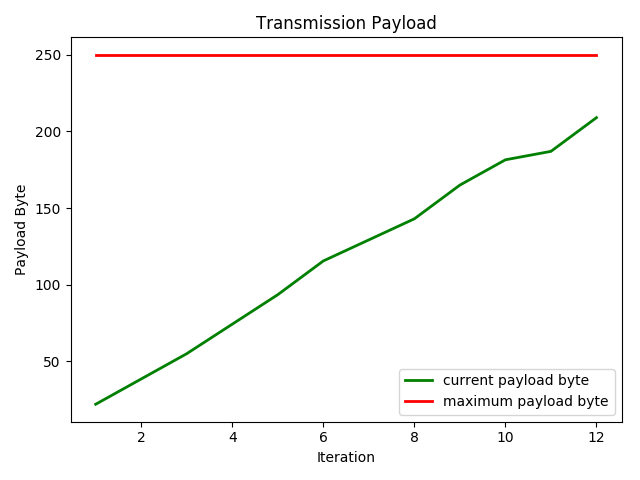 Transmission Payload
Payload Byte
250
200
150
100
50
current payload byte
maximum payload byte
2 4 6 8 10 12
Iteration